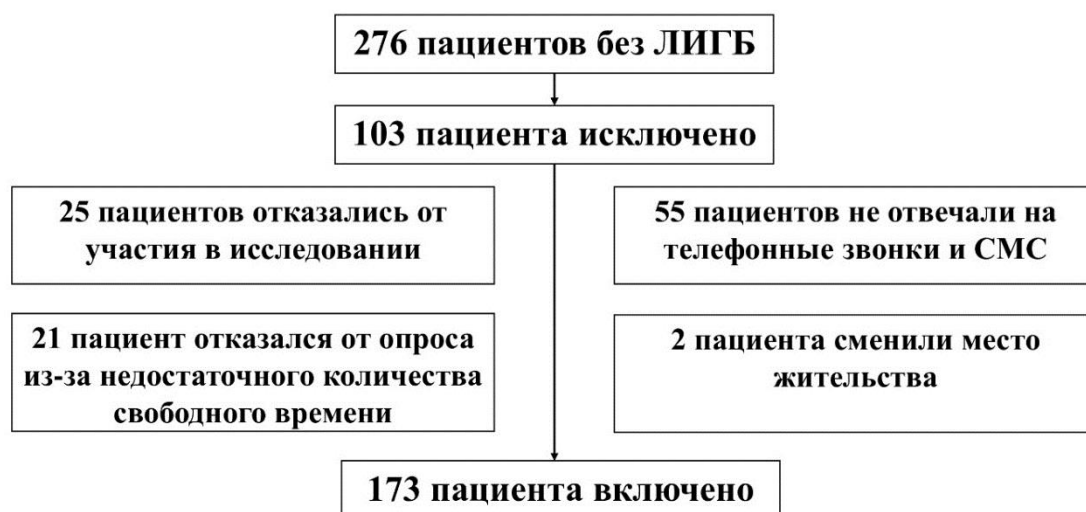 276 пациентов без ЛИГБ
103 пациента исключено
25 пациентов отказались от
участия в исследовании
55 пациентов не отвечали на
телефонные звонки и СМС
21 пациент отказался от опроса
из-за недостаточного количества
свободного времени
2 пациента сменили место
жительства
173 пациента включено